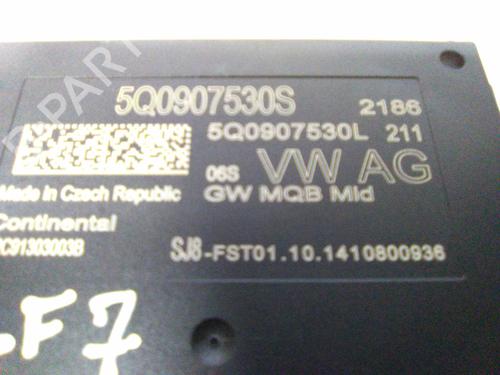 5Q0907530S 2186
5Q0907530L 211
06S VW AG
Made in Czech Republic GW MQB Mid
Continental
SJ8-FST01.10.1410800936
F7
D-PART